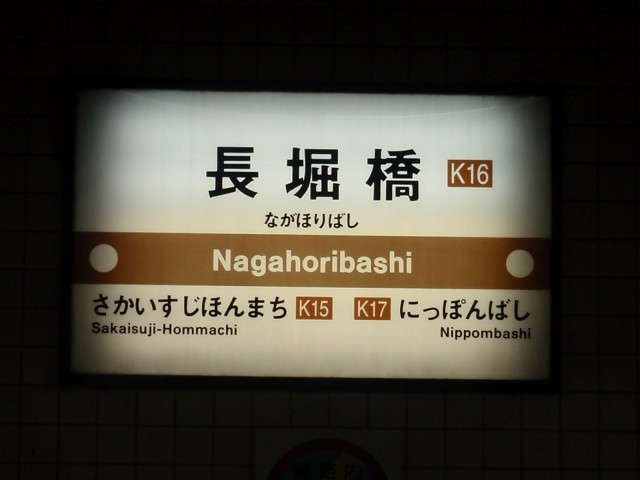 長堀橋 K16
ながほりばし
Nagahoribashi
さかいすじほんまち K15 K17 にっぽんばし
Sakaisuji-Hommachi Nippombashi